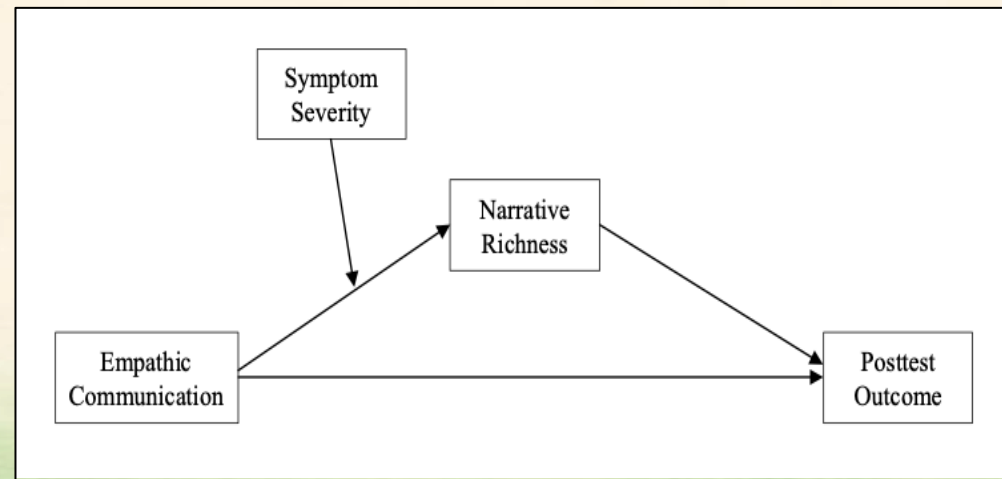 Symptom
Severity
Narrative
Richness
Empathic
Communication
Posttest
Outcome